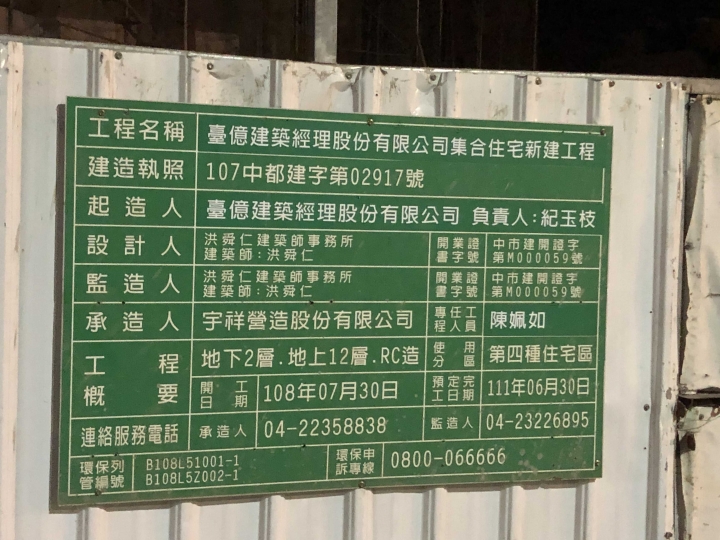 工程名稱 臺億建築經理股份有限公司集合住宅新建工程
建造執照 107中都建字第02917號
起造人 臺億建築經理股份有限公司 負責人:紀玉枝
設計人 洪舜仁建築師事務所 開業證 中市建開證字
建築師:洪舜仁 書字號 第M000059號
監造人 洪舜仁建築師事務所 開業證 中市建開證字
建築師:洪舜仁 書字號 第M000059號
承造人 宇祥營造股份有限公司 專任工 陳姵如
程人員
工程 地下2層.地上12層.RC造 使用 第四種住宅區
分區
概要 開工 108年07月30日 預定完 111年06月30日
日期 工日期
連絡服務電話 承造人 04-22358838 監造人 04-23226895
環保列 B108L51001-1 環保申 0800-066666
管編號 B108L5Z002-1 訴專線